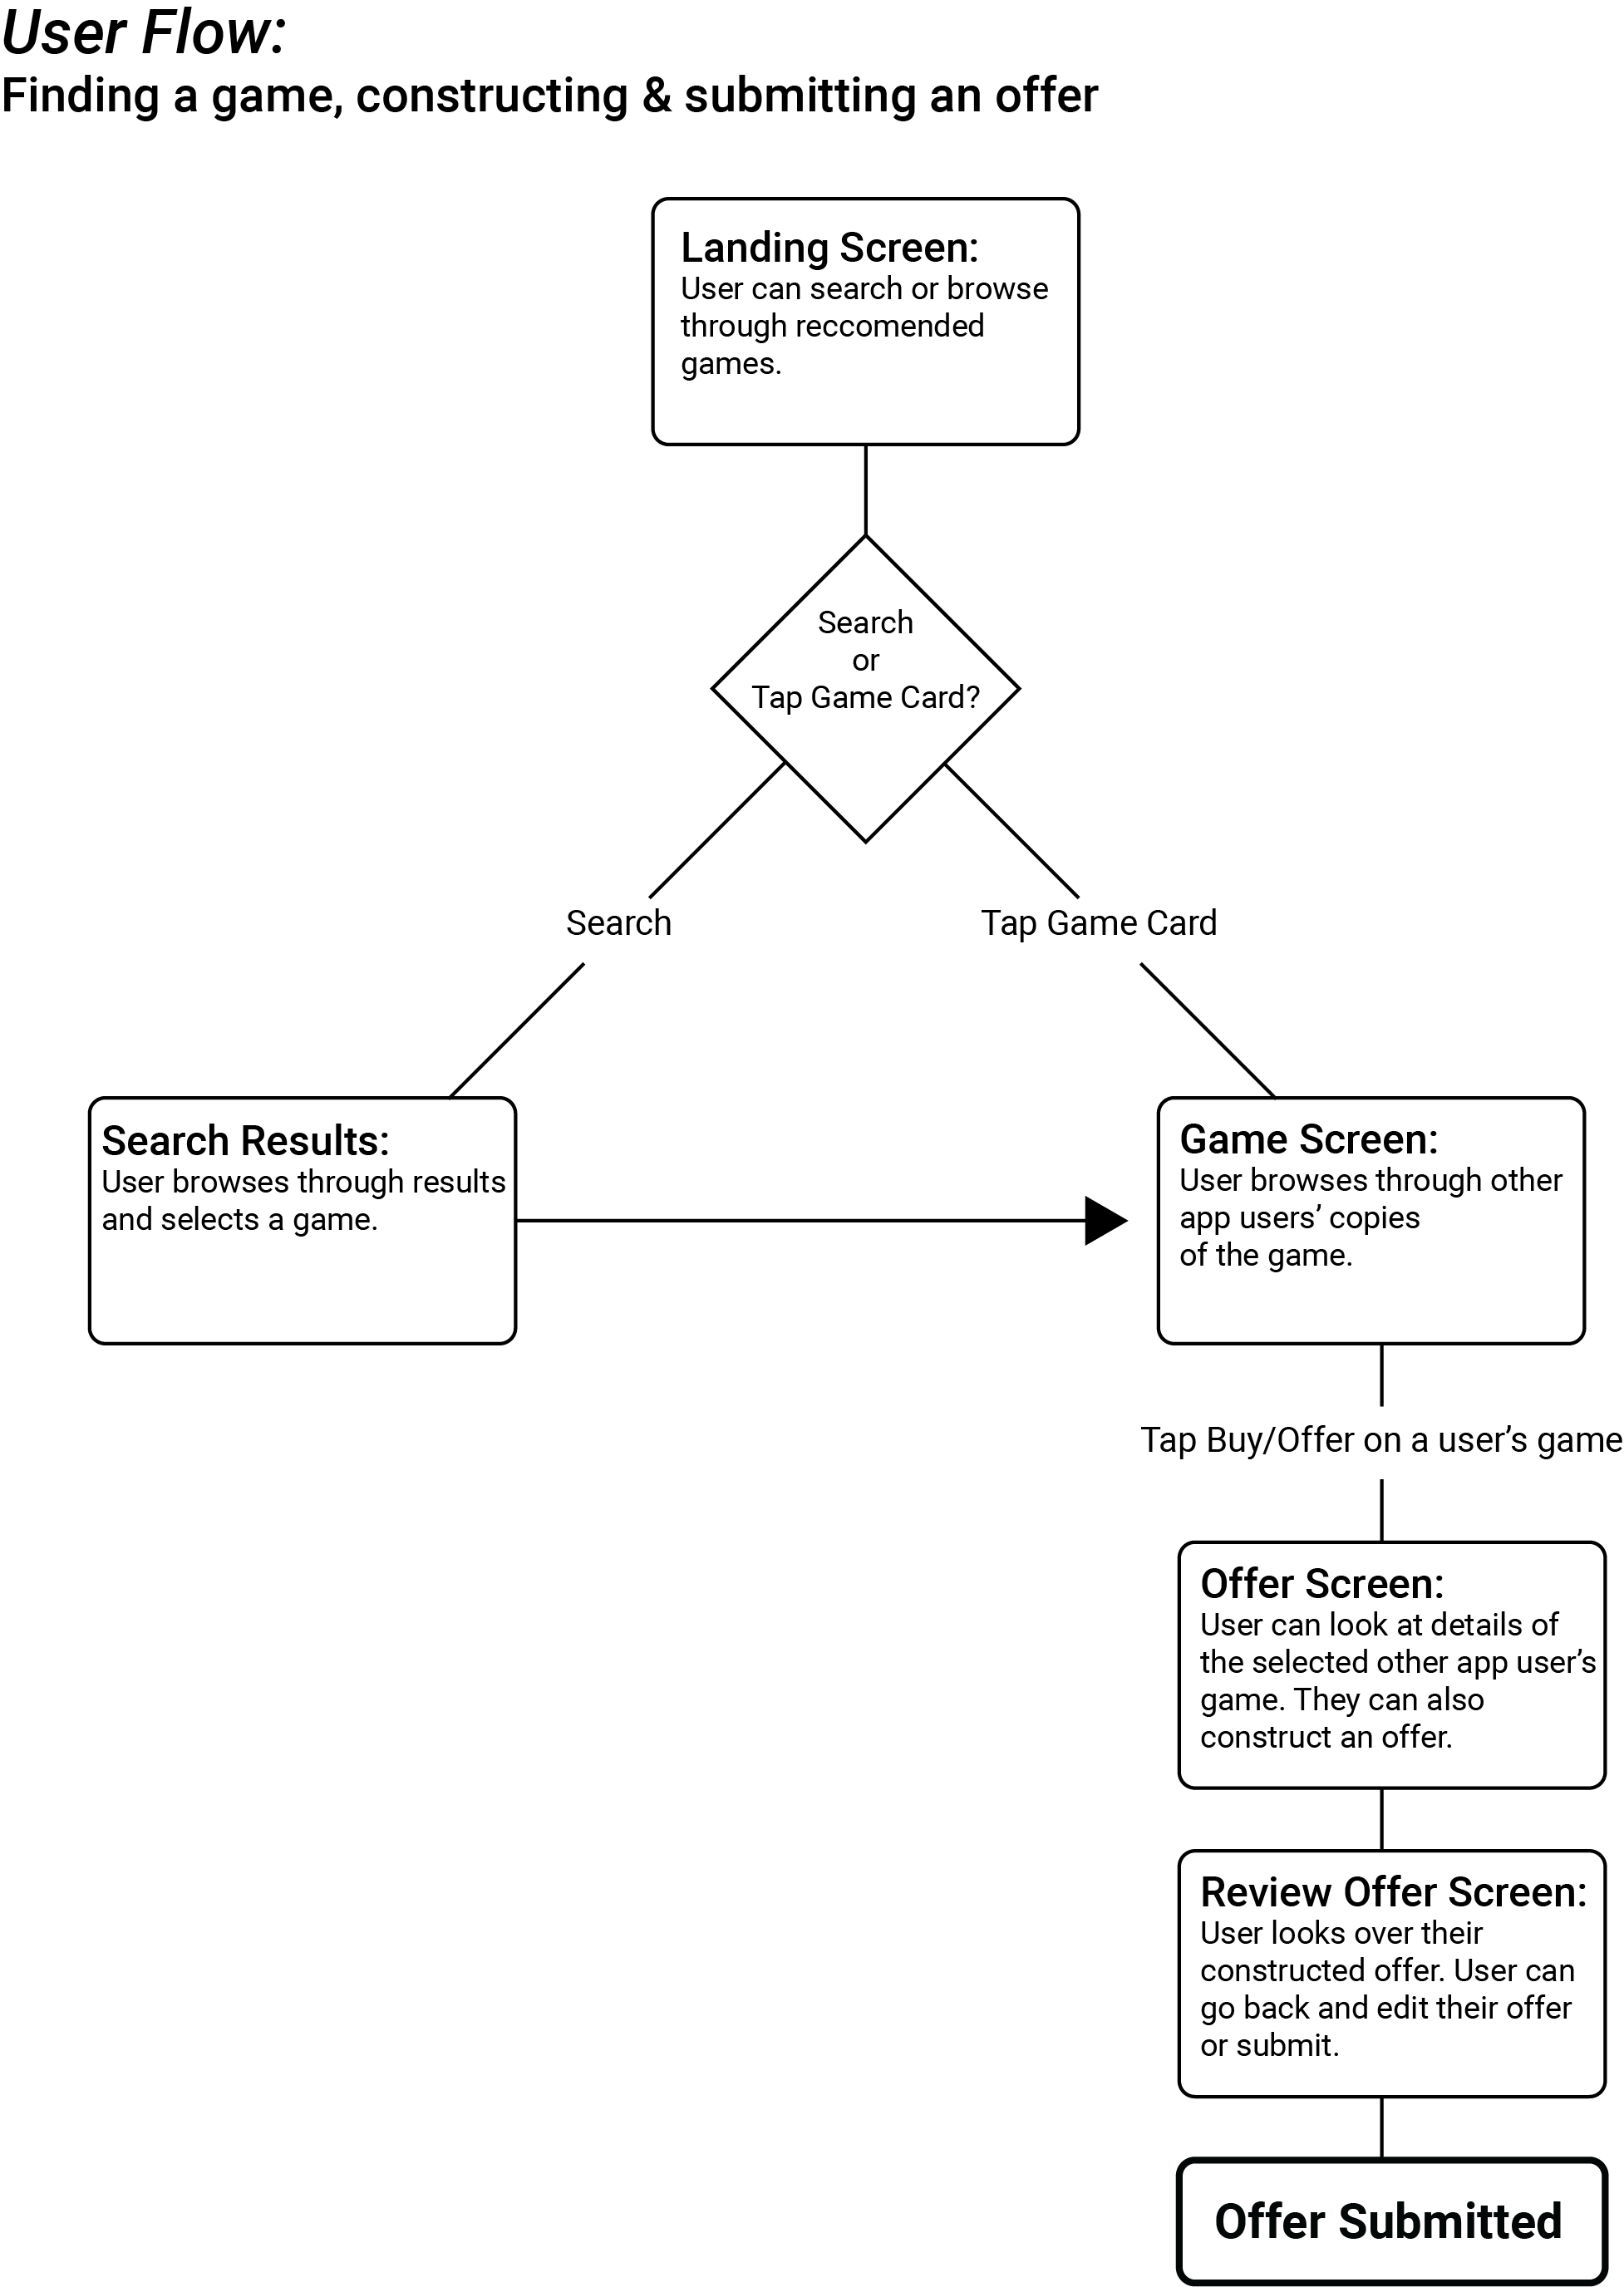 User Flow:
Finding a game, constructing & submitting an offer
Landing Screen:
User can search or browse
through reccomended
games.
Search
or
Tap Game Card?
Search
Tap Game Card
Search Results:
User browses through results
and selects a game.
Game Screen:
User browses through other
app users’ copies
of the game.
Tap Buy/Offer on a user’s game
Offer Screen:
User can look at details of
the selected other app user’s
game. They can also
construct an offer.
Review Offer Screen:
User looks over their
constructed offer. User can
go back and edit their offer
or submit.
Offer Submitted